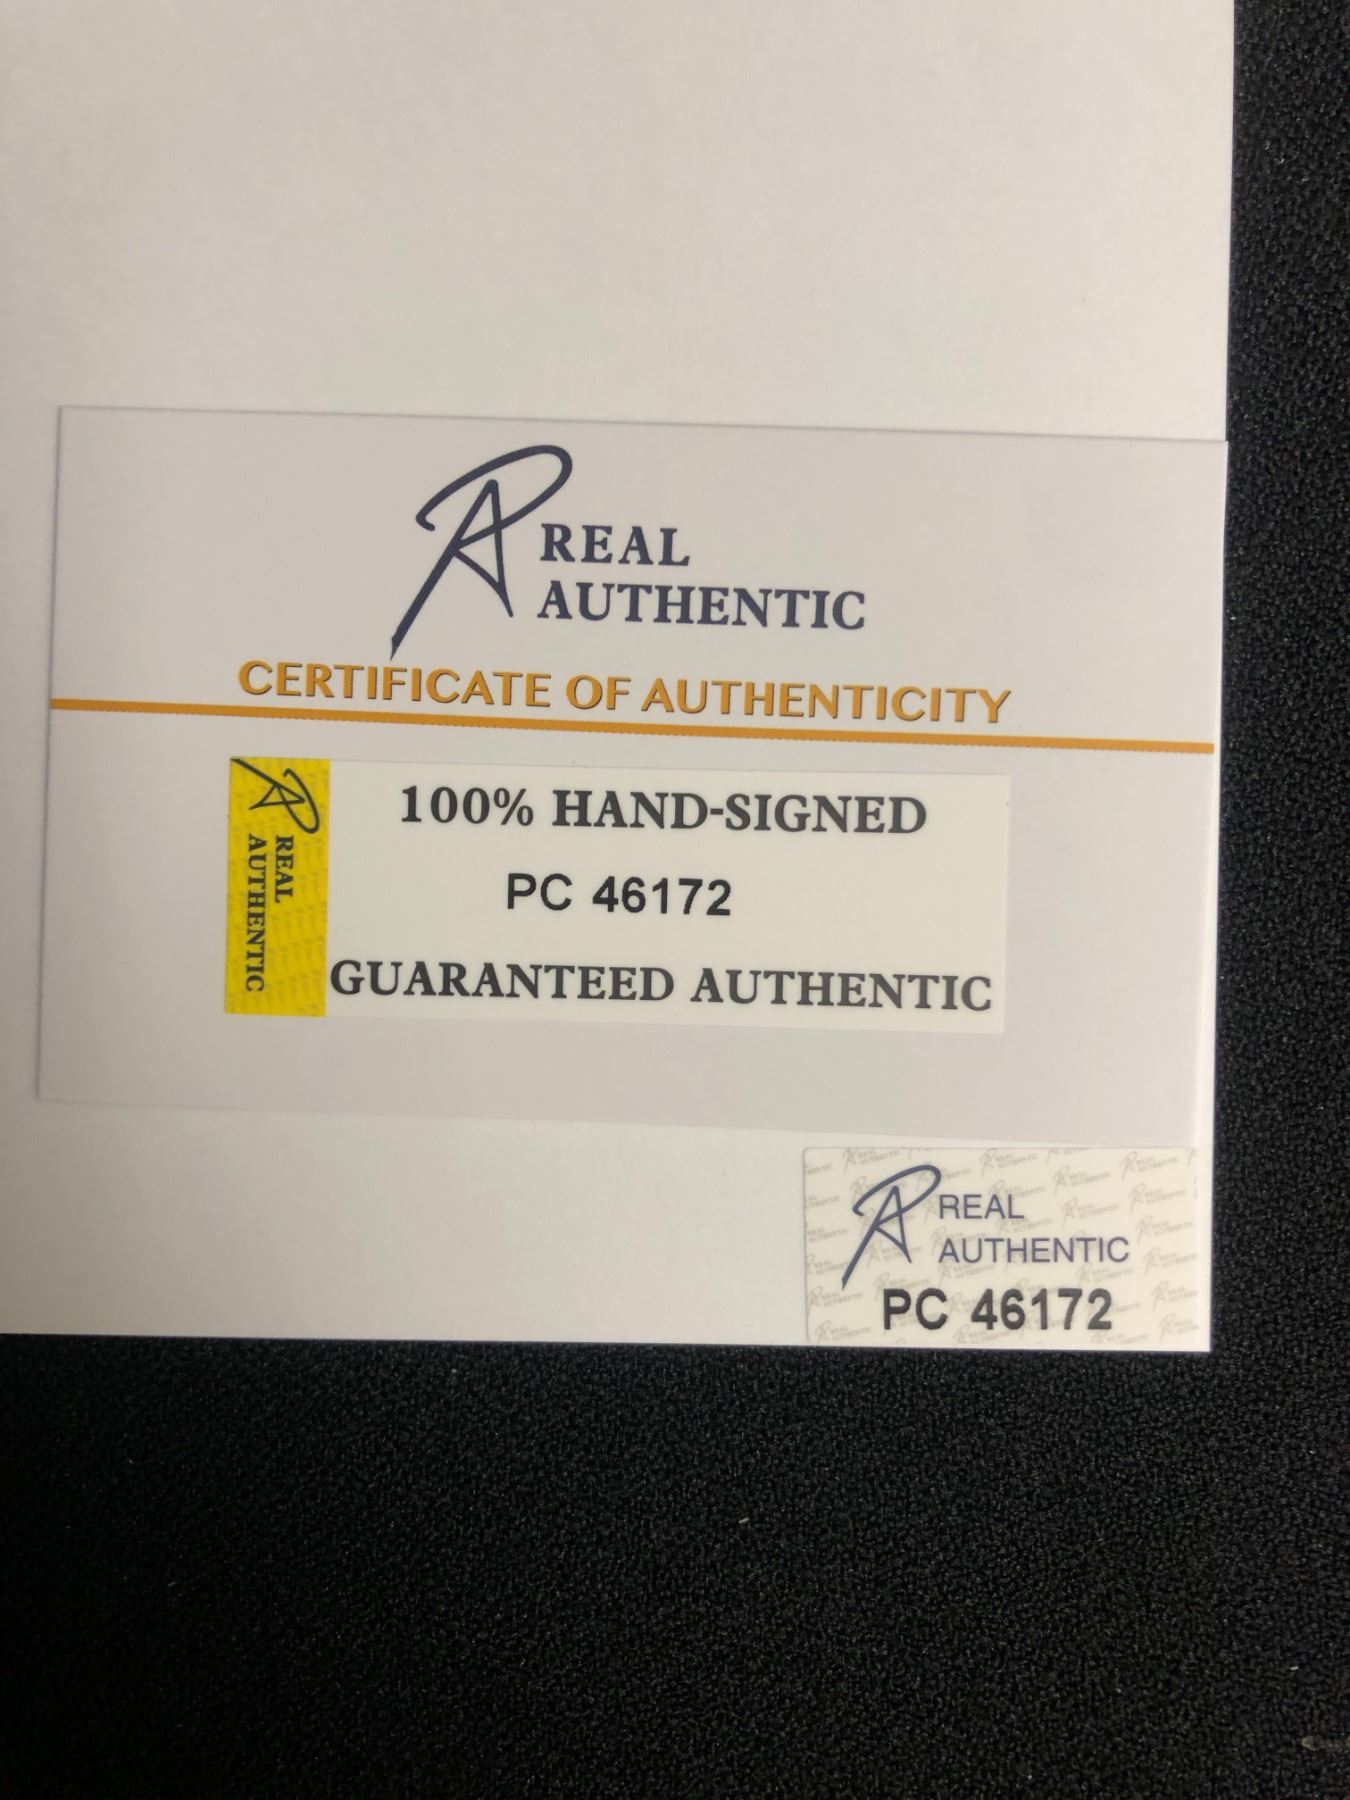 REAL
AUTHENTIC
CERTIFICATE OF AUTHENTICITY
REAL
AUTHENTIC
100% HAND-SIGNED
PC 46172
GUARANTEED AUTHENTIC
REAL
AUTHENTIC
PC 46172